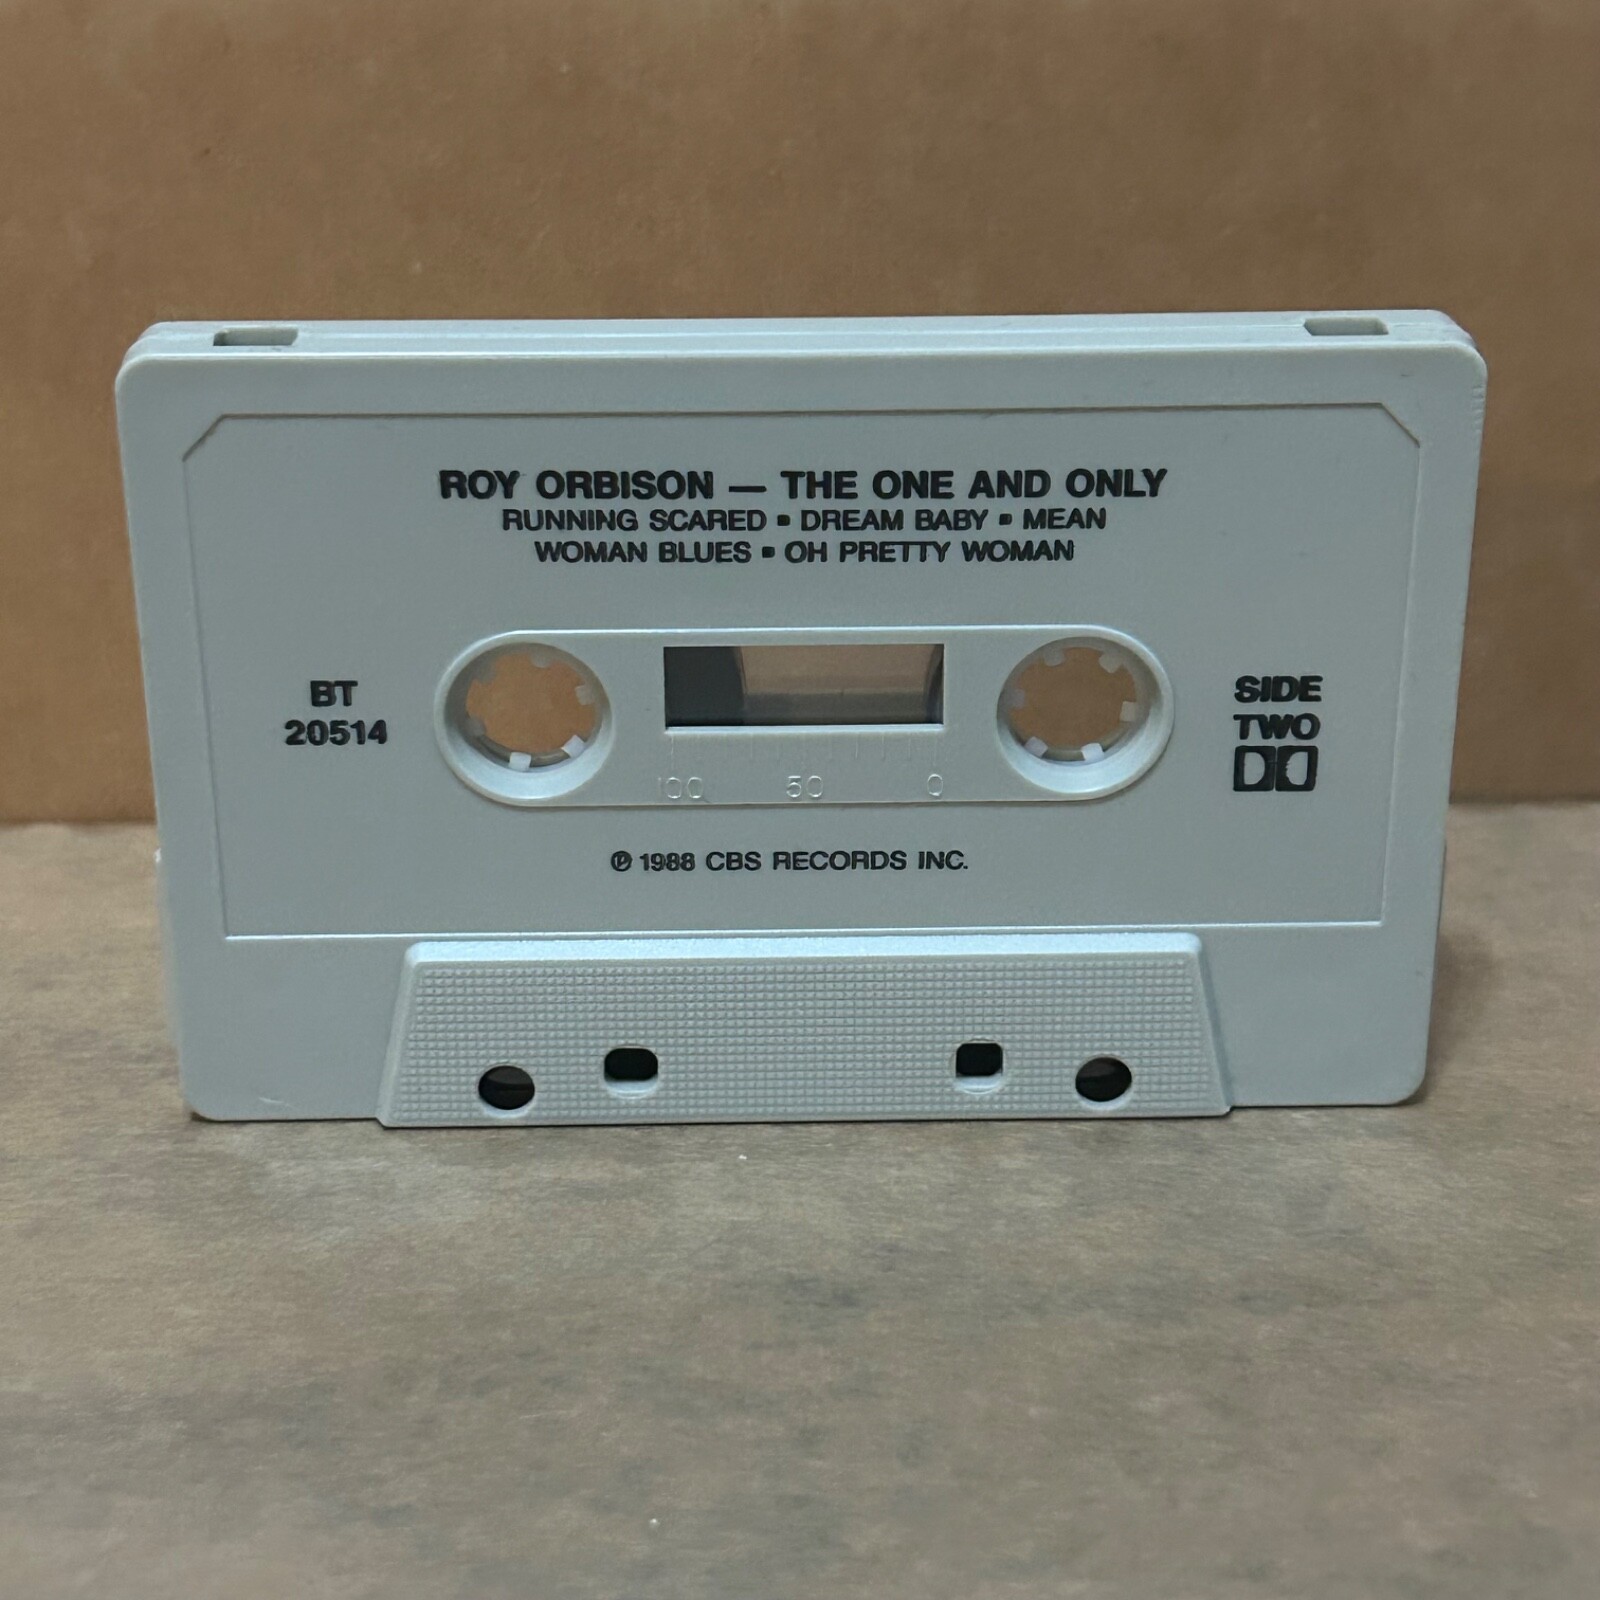 ROY ORBISON — THE ONE AND ONLY
RUNNING SCARED ▪ DREAM BABY ▪ MEAN
WOMAN BLUES ▪ OH PRETTY WOMAN
BT
20514
SIDE
TWO
100 50 0
℗ 1988 CBS RECORDS INC.